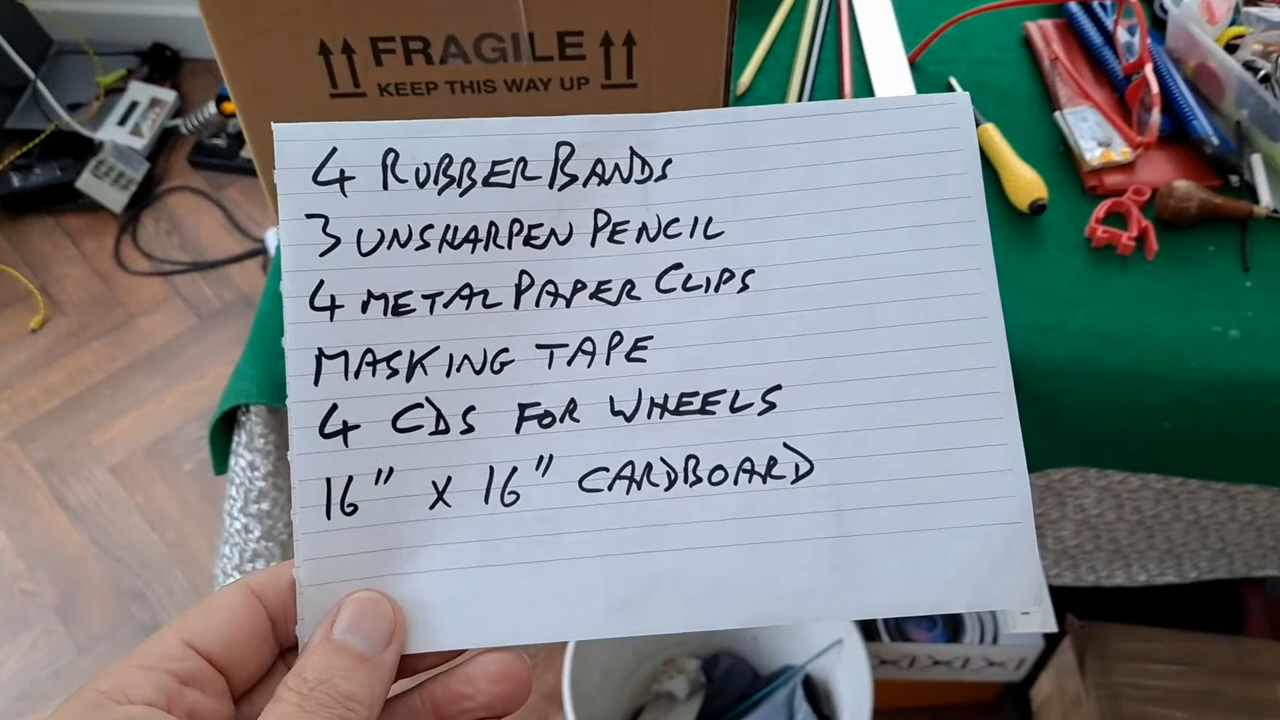 FRAGILE
KEEP THIS WAY UP
4 RUBBER BANDS
3 UNSHARPEN PENCIL
4 METAL PAPER CLIPS
MASKING TAPE
4 CDS FOR WHEELS
16" X 16" CARDBOARD